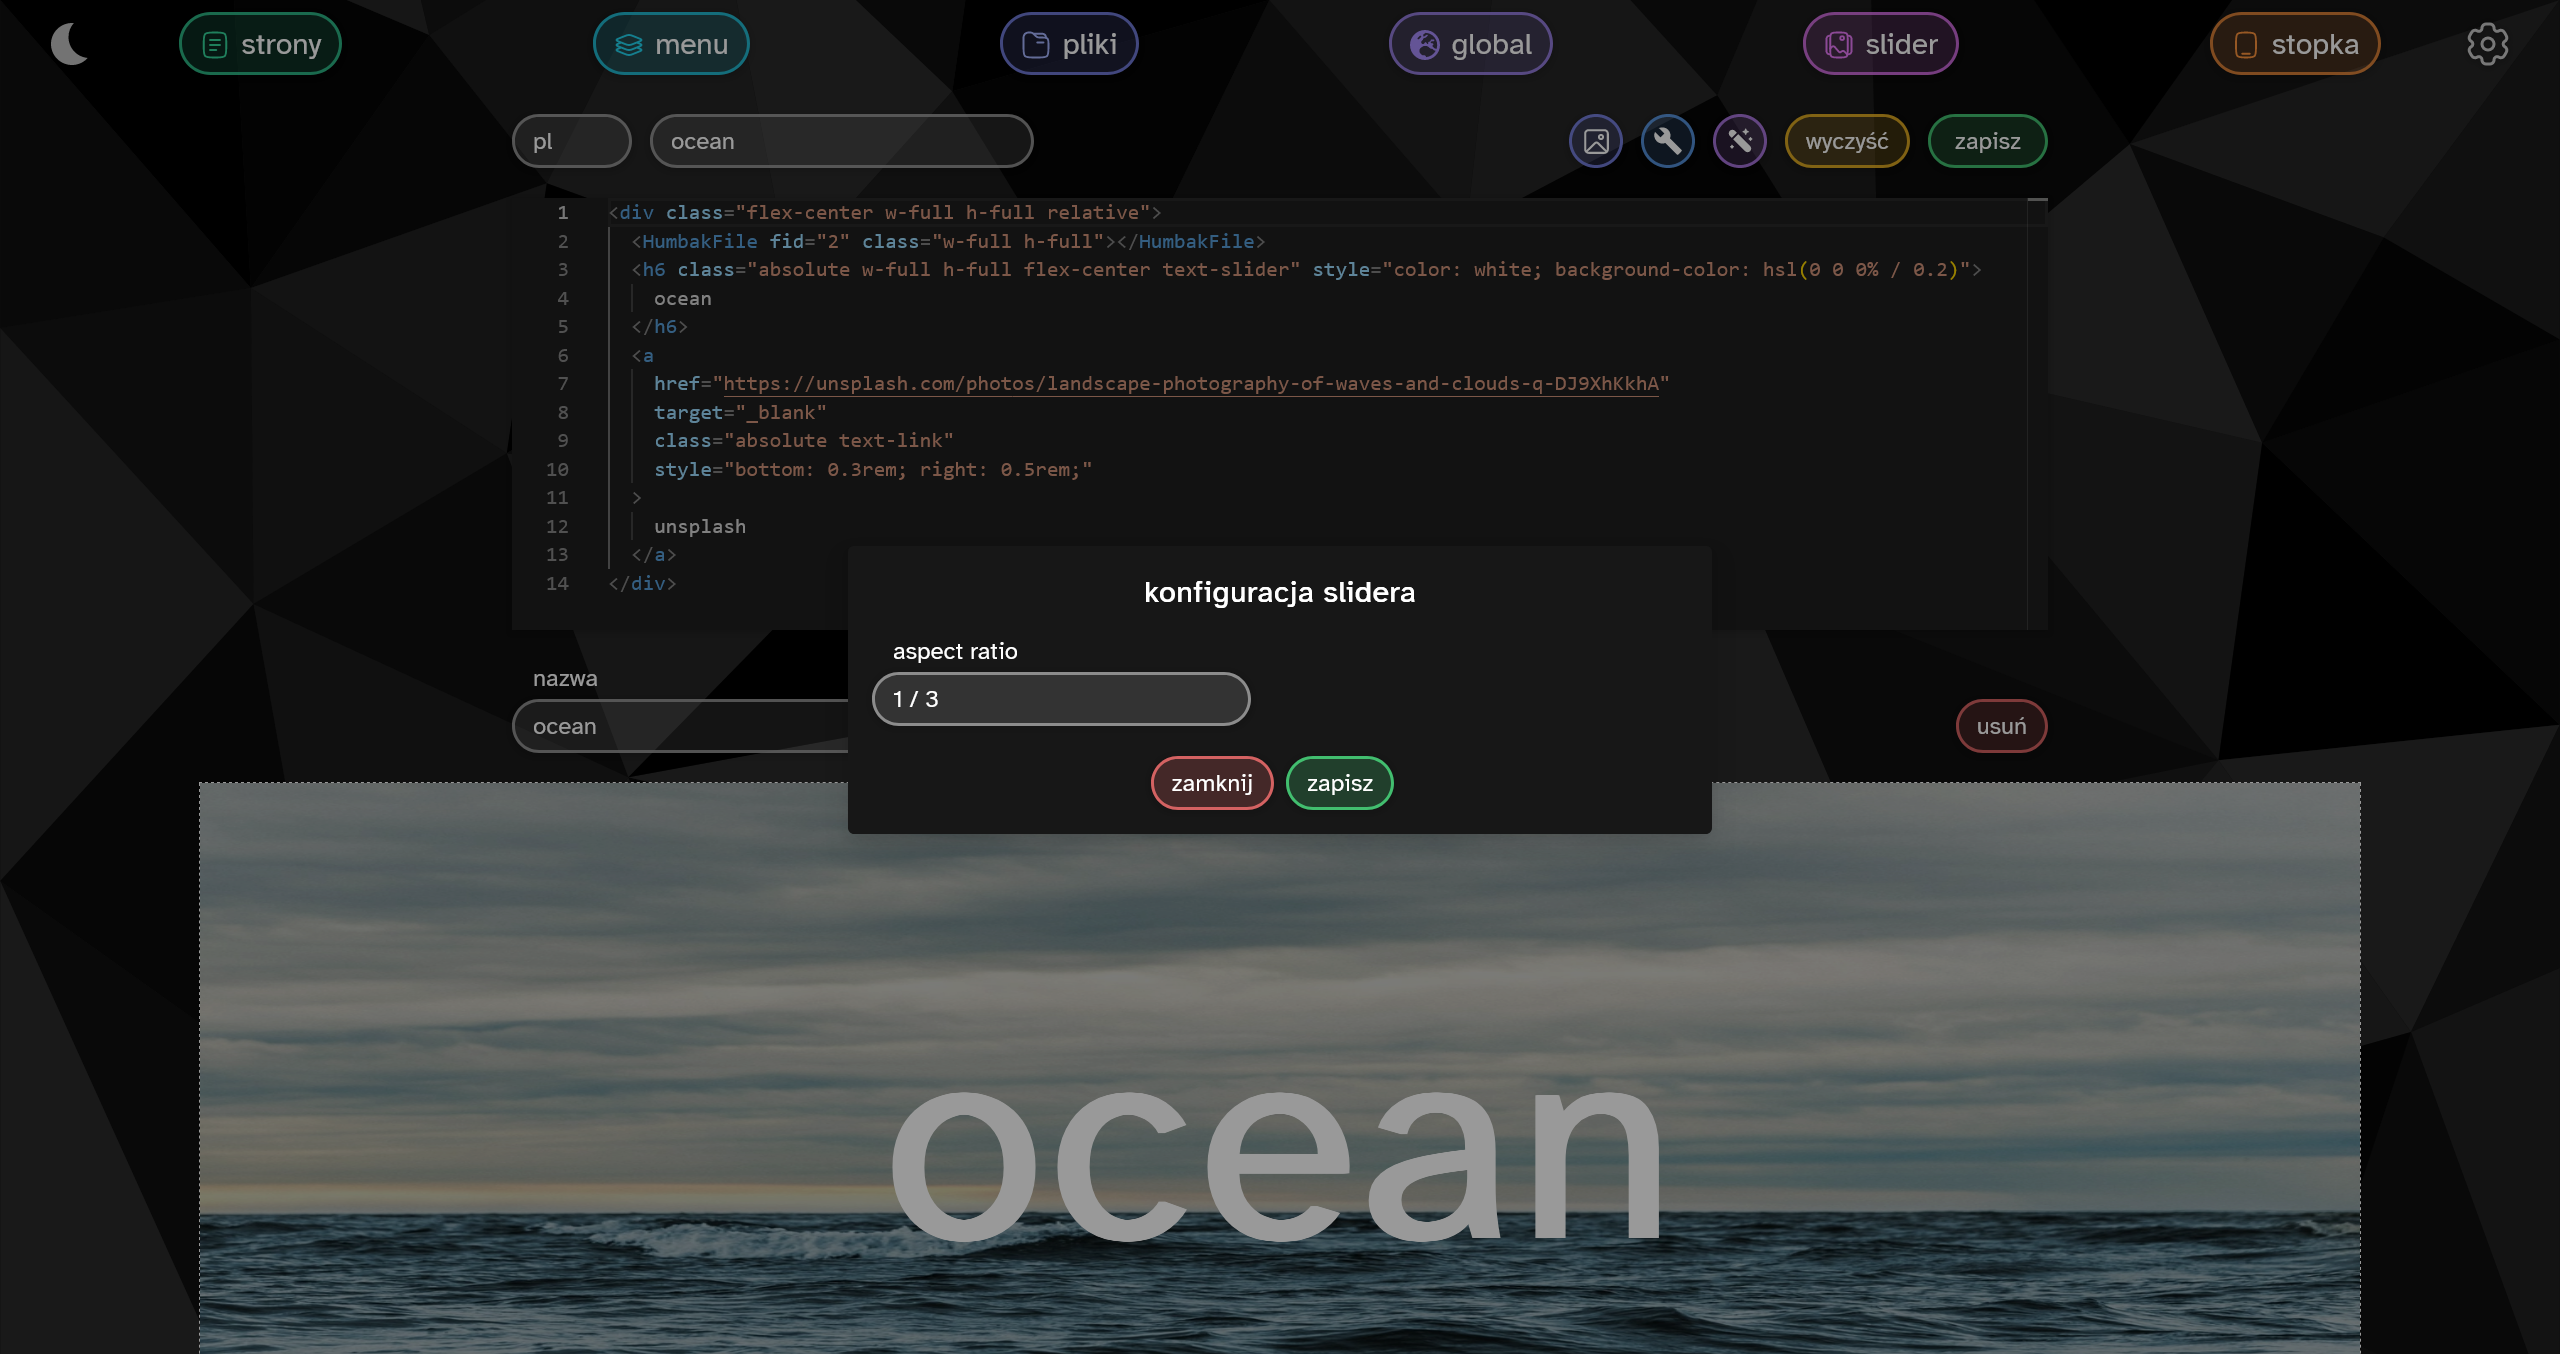 strony
menu
pliki
global
slider
stopka
pl
ocean
wyczyść
zapisz
1 <div class="flex-center w-full h-full relative">
2 <HumbakFile fid="2" class="w-full h-full"></HumbakFile>
3 <h6 class="absolute w-full h-full flex-center text-slider" style="color: white; background-color: hsl(0 0 0% / 0.2)">
4 ocean
5 </h6>
6 <a
7 href="https://unsplash.com/photos/landscape-photography-of-waves-and-clouds-q-DJ9XhKkhA"
8 target="_blank"
9 class="absolute text-link"
10 style="bottom: 0.3rem; right: 0.5rem;"
11 >
12 unsplash
13 </a>
14 </div>
konfiguracja slidera
aspect ratio
1 / 3
zamknij
zapisz
nazwa
ocean
usuń
ocean